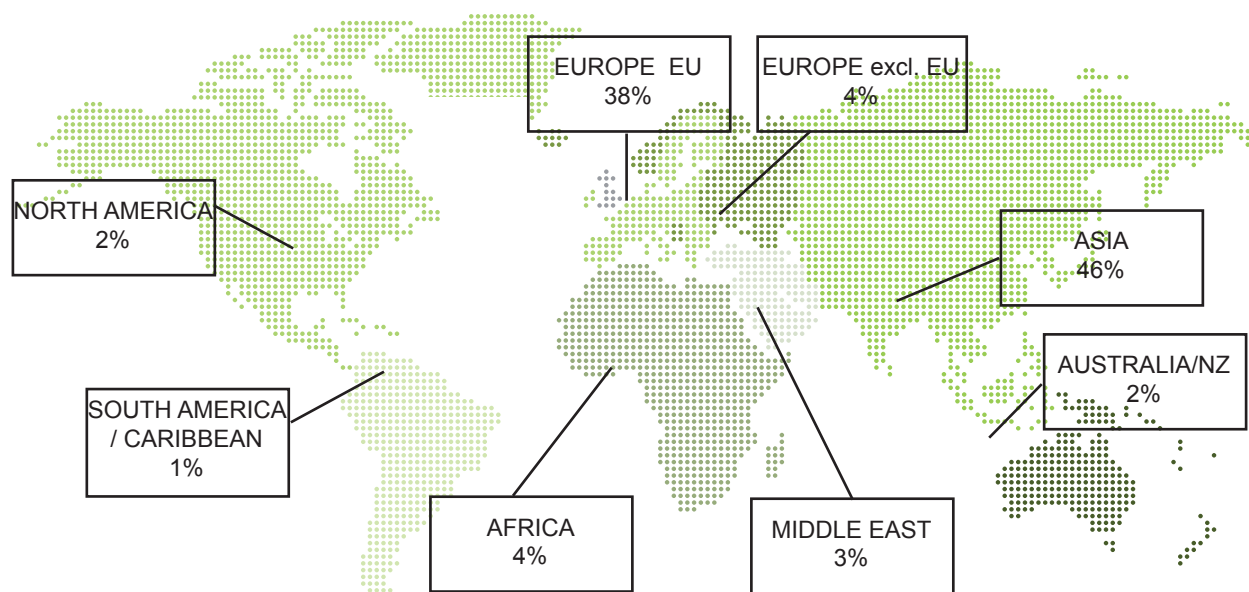 EUROPE EU
38%
EUROPE excl. EU
4%
NORTH AMERICA
2%
ASIA
46%
AUSTRALIA/NZ
2%
SOUTH AMERICA
/ CARIBBEAN
1%
AFRICA
4%
MIDDLE EAST
3%